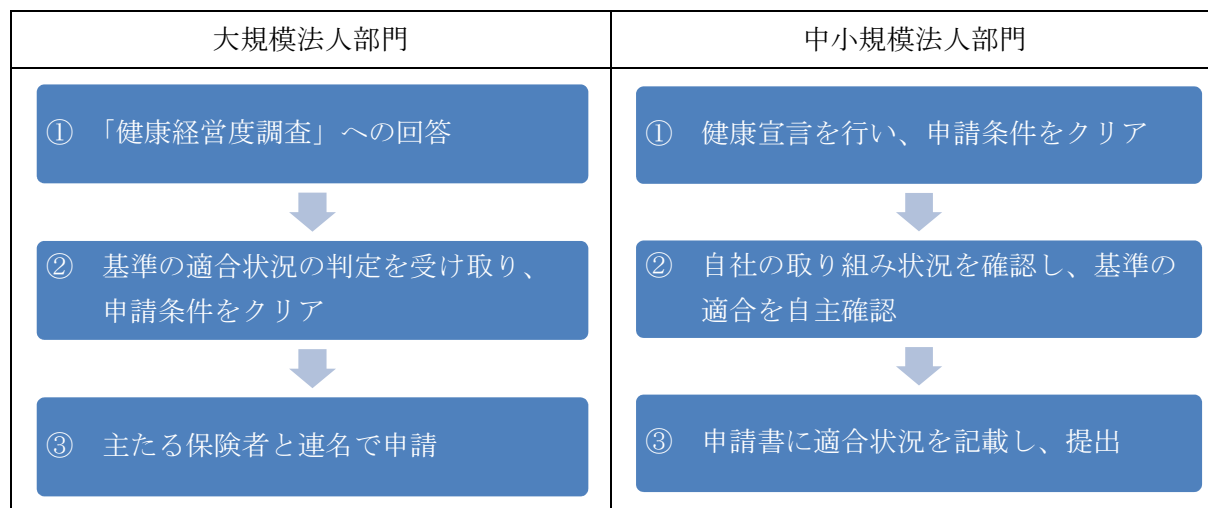 大規模法人部門
① 「健康経営度調査」への回答
② 基準の適合状況の判定を受け取り、
申請条件をクリア
③ 主たる保険者と連名で申請
中小規模法人部門
① 健康宣言を行い、申請条件をクリア
② 自社の取り組み状況を確認し、基準の
適合を自主確認
③ 申請書に適合状況を記載し、提出